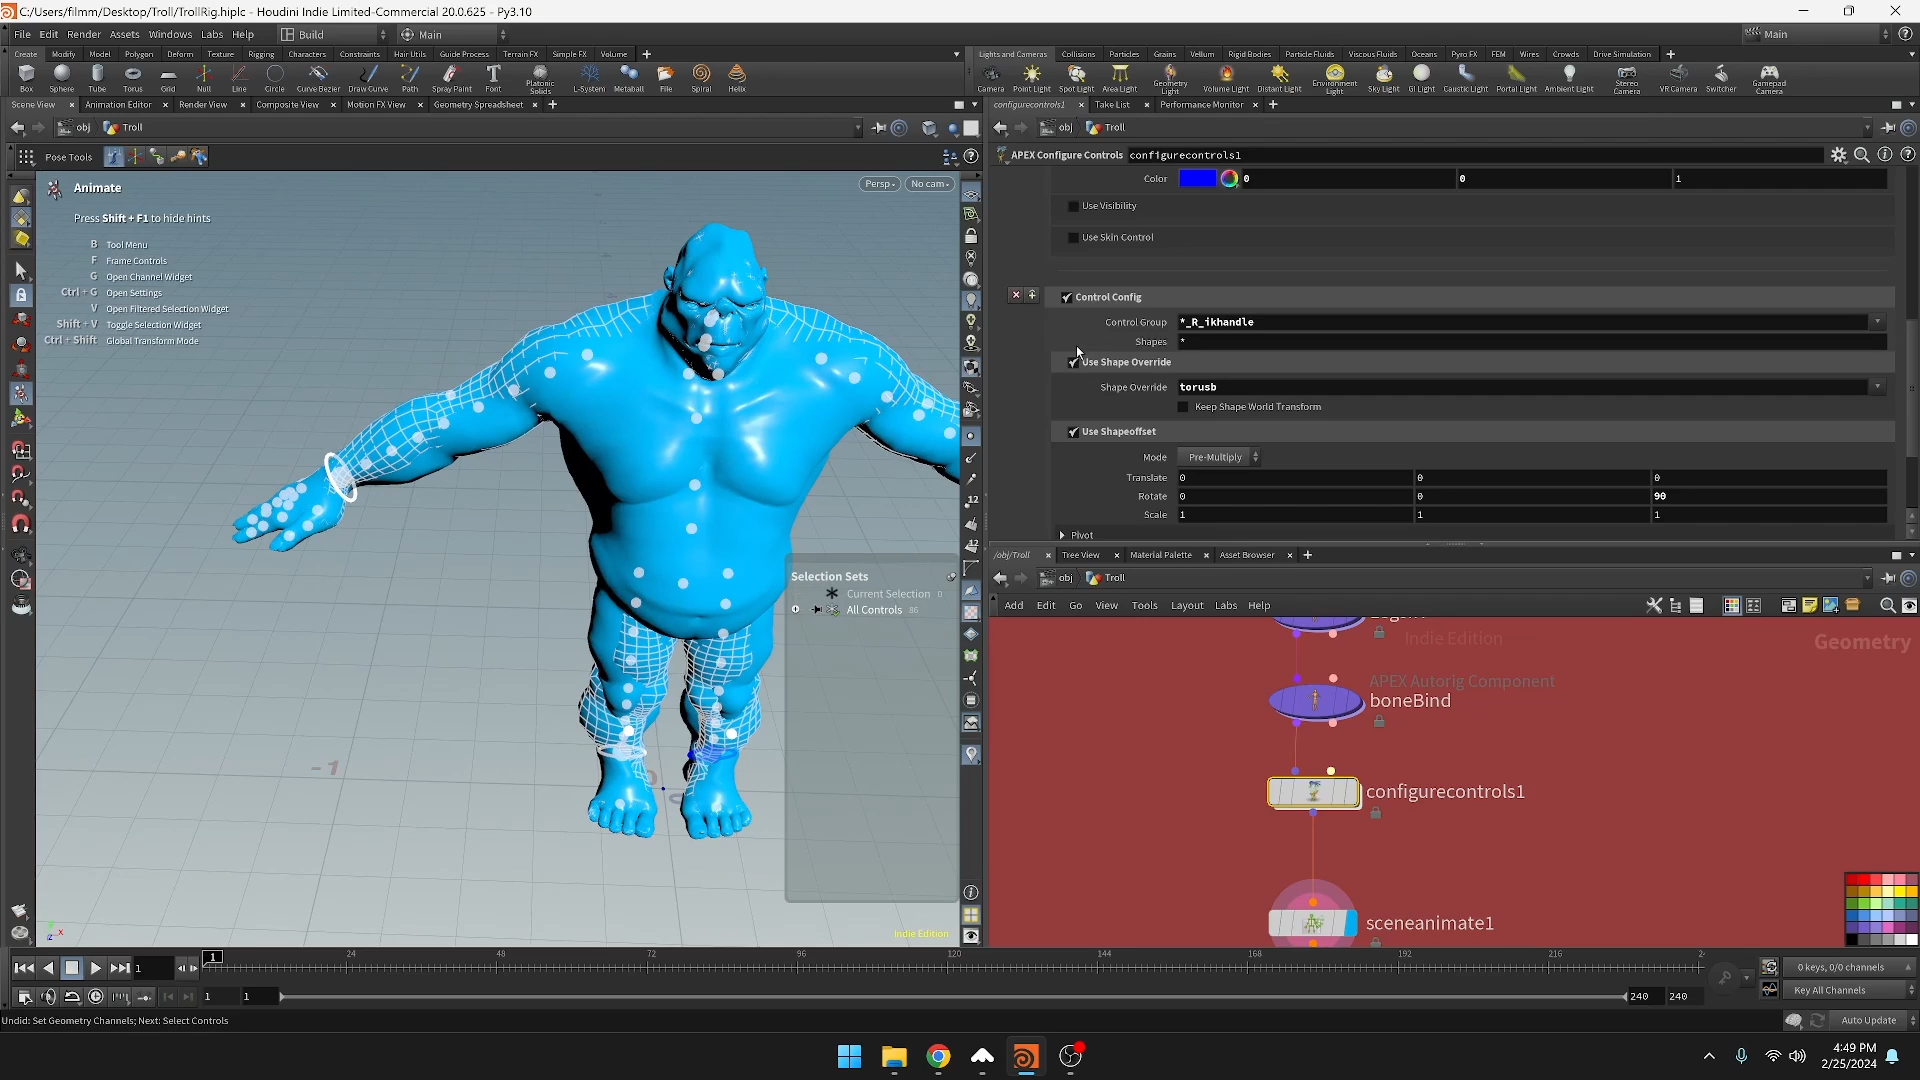 C:/Users/filmm/Desktop/Troll/TrollRig.hiplc - Houdini Indie Limited-Commercial 20.0.625 - Py3.10
File Edit Render Assets Windows Labs Help Build Main Main
Create Modify Model Polygon Deform Texture Rigging Characters Constraints Hair Utils Guide Process Terrain FX Simple FX Volume
Lights and Cameras Collisions Particles Grains Vellum Rigid Bodies Particle Fluids Viscous Fluids Oceans Pyro FX FEM Wires Crowds Drive Simulation
Box Sphere Tube Torus Grid Null Line Circle Curve Bezier Draw Curve Path Spray Paint Font Platonic Solids L-System Metaball File Spiral Helix
Camera Point Light Spot Light Area Light Geometry Light Volume Light Distant Light Environment Light Sky Light GI Light Caustic Light Portal Light Ambient Light Stereo Camera VR Camera Switcher Gamepad Camera
Scene View Animation Editor Render View Composite View Motion FX View Geometry Spreadsheet
configurecontrols1 Take List Performance Monitor
obj Troll
obj Troll
Pose Tools
APEX Configure Controls configurecontrols1
Animate
Persp No cam
Press Shift + F1 to hide hints
B Tool Menu
F Frame Controls
G Open Channel Widget
Ctrl + G Open Settings
V Open Filtered Selection Widget
Shift + V Toggle Selection Widget
Ctrl + Shift Global Transform Mode
Color 0 0 1
Use Visibility
Use Skin Control
Control Config
Control Group *_R_ikhandle
Shapes *
Use Shape Override
Shape Override torusb
Keep Shape World Transform
Use Shapeoffset
Mode Pre-Multiply
Translate 0 0 0
Rotate 0 0 90
Scale 1 1 1
Pivot
Selection Sets
Current Selection 0
All Controls 86
-1
Indie Edition
12
12
/obj/Troll Tree View Material Palette Asset Browser
obj Troll
Add Edit Go View Tools Layout Labs Help
Indie Edition
Geometry
APEX Autorig Component
boneBind
configurecontrols1
sceneanimate1
1 1 24 48 72 96 120 144 168 192 216
0 keys, 0/0 channels
1 1 240 240
Key All Channels
Undid: Set Geometry Channels; Next: Select Controls
Auto Update
4:49 PM
2/25/2024